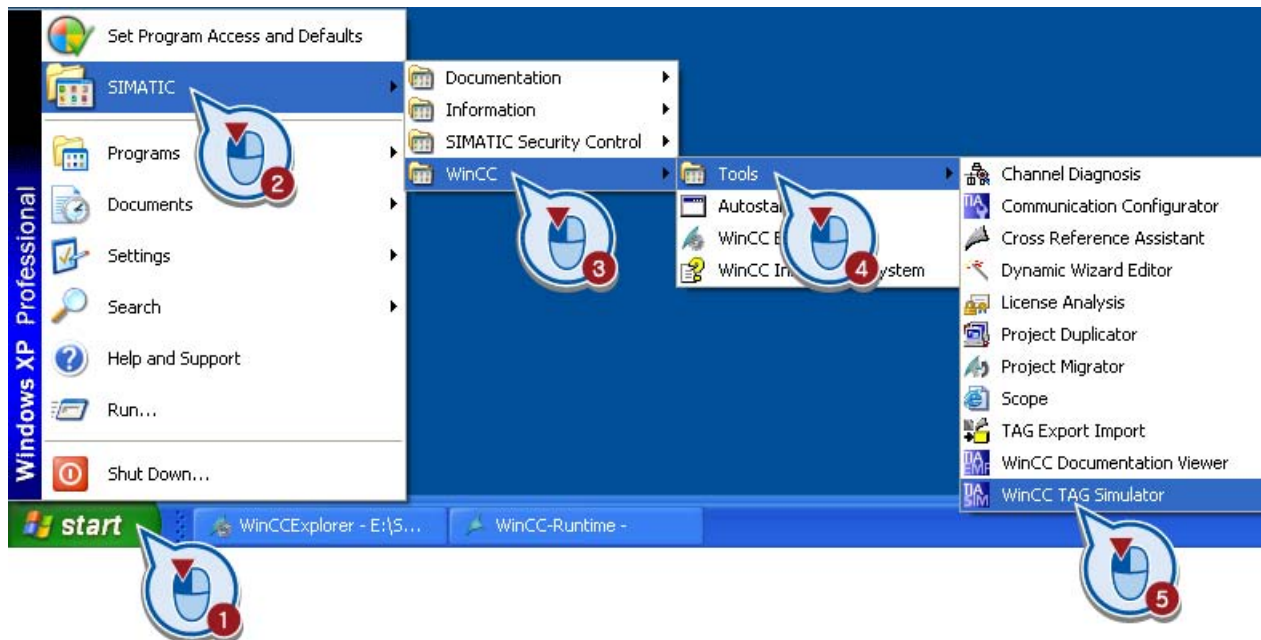 Set Program Access and Defaults
SIMATIC
Programs
Documents
Settings
Search
Help and Support
Run...
Shut Down...
Windows XP Professional
Documentation
Information
SIMATIC Security Control
WinCC
Tools
WinCC
ystem
Channel Diagnosis
Communication Configurator
Cross Reference Assistant
Dynamic Wizard Editor
License Analysis
Project Duplicator
Project Migrator
Scope
TAG Export Import
WinCC Documentation Viewer
WinCC TAG Simulator
start
WinCCExplorer - E:\S...
WinCC-Runtime -
1
2
3
4
5